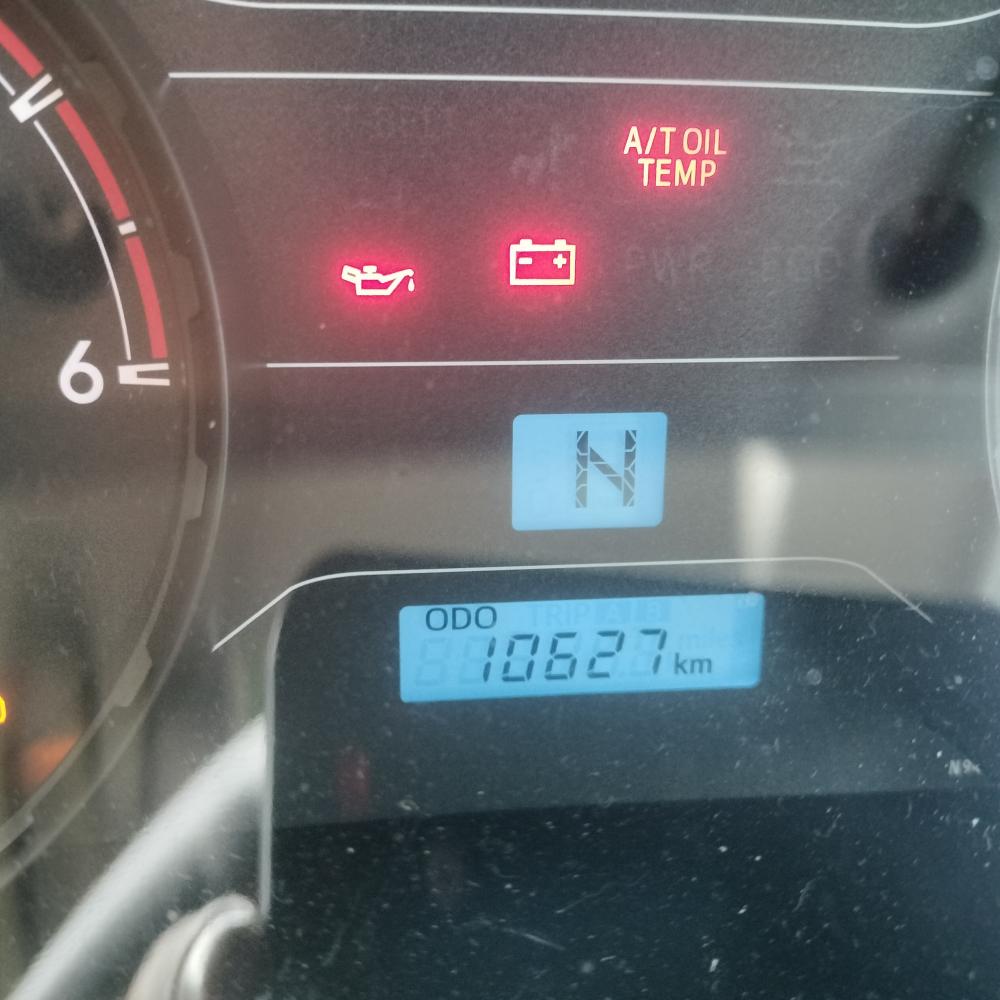 A/T OIL
TEMP
- +
6
N
ODO
10627 km